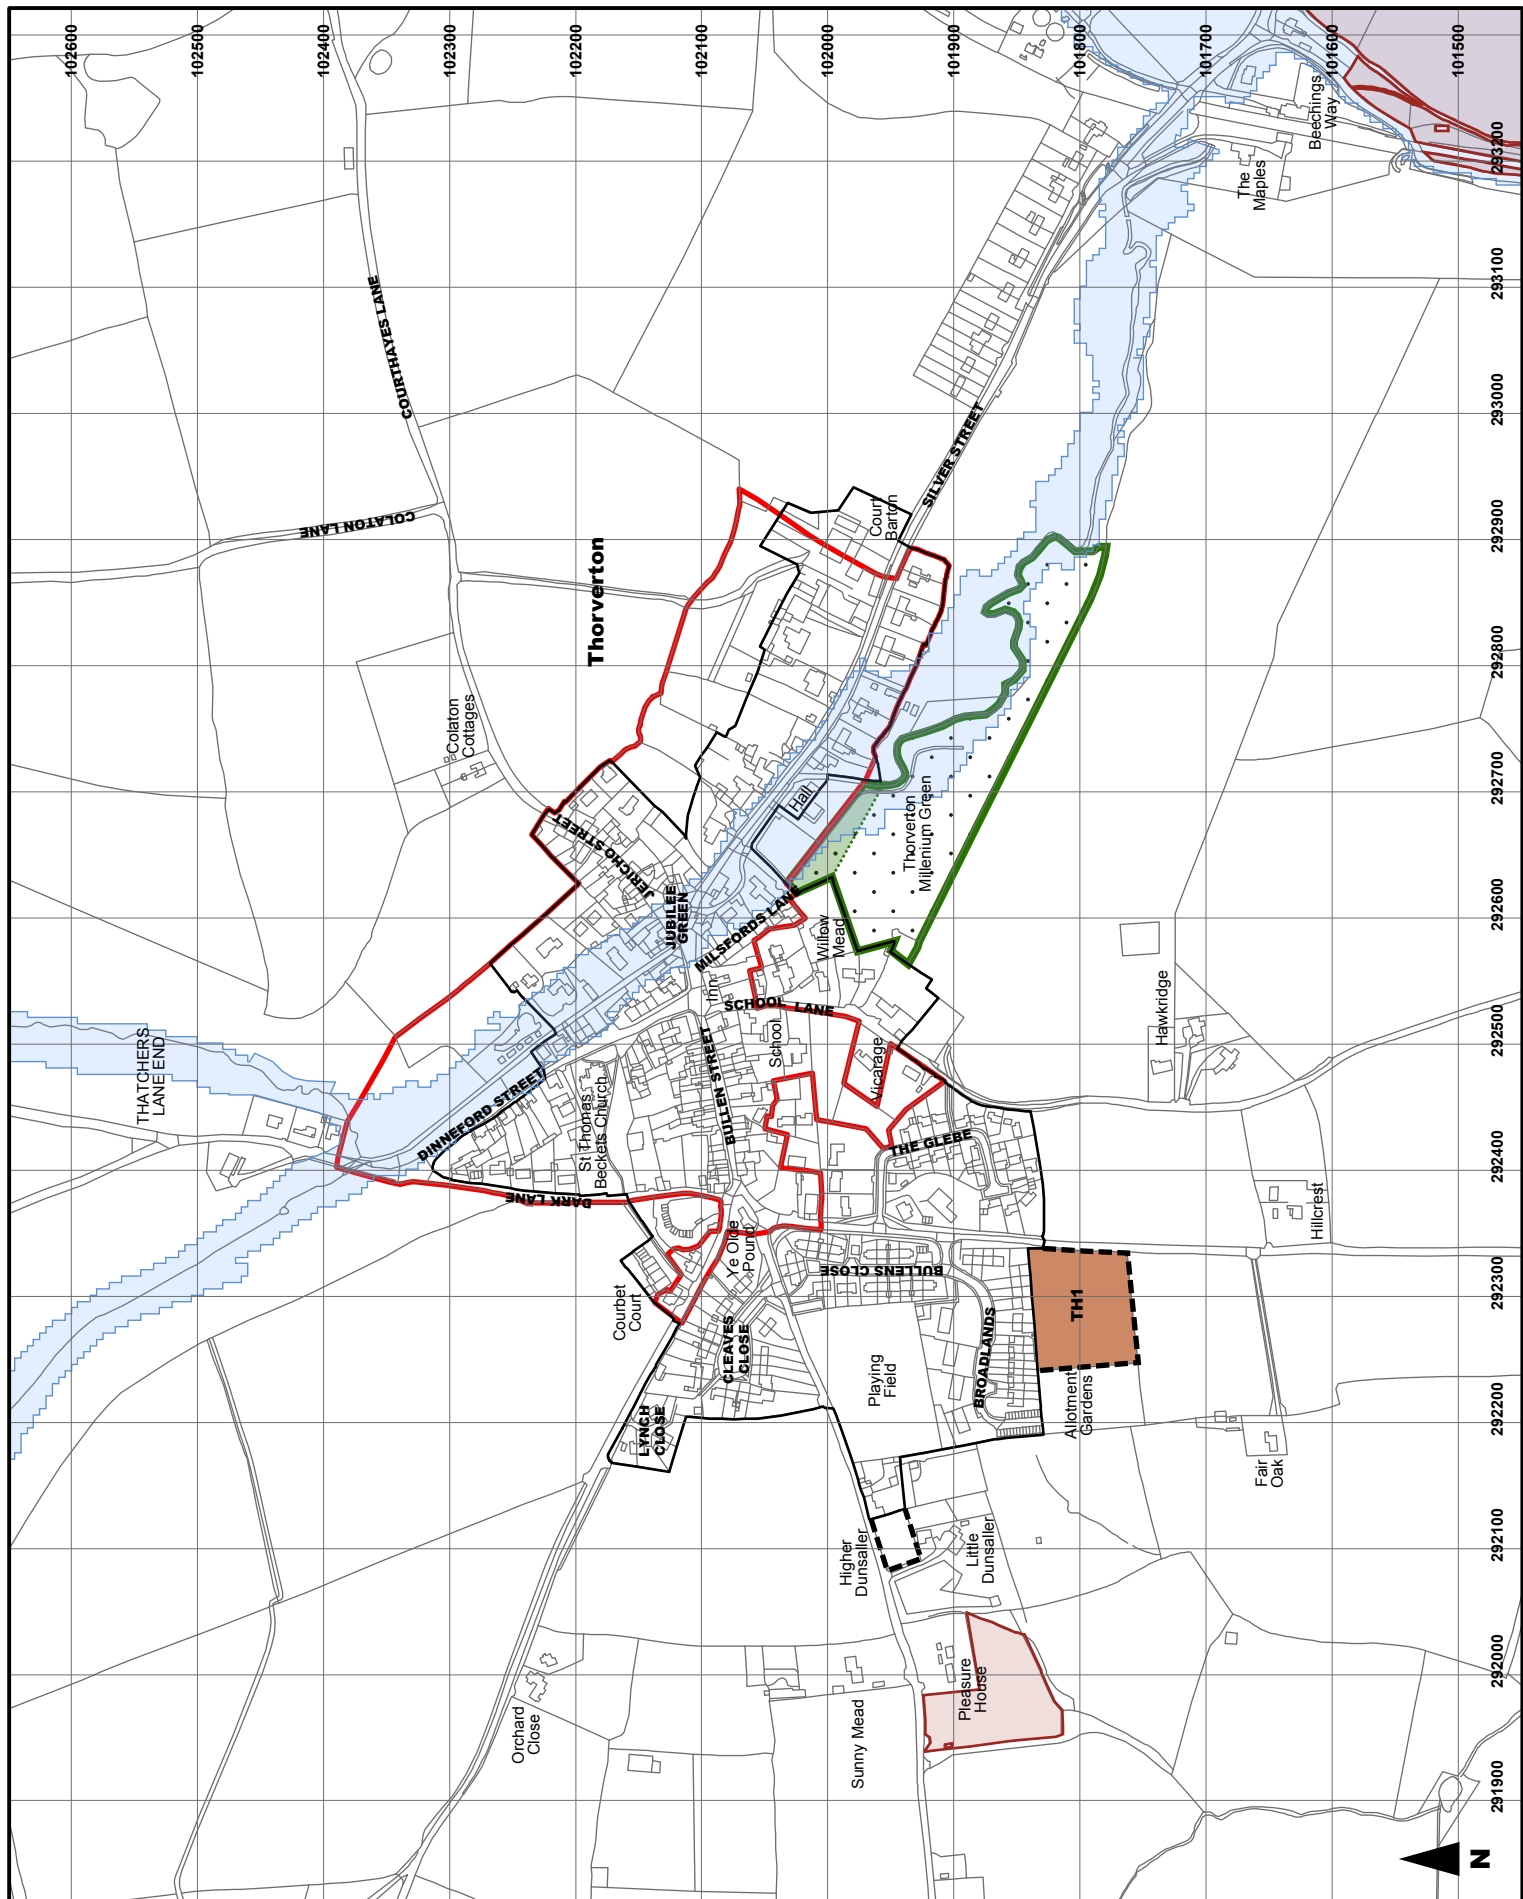 102600
102500
102400
102300
102200
102100
102000
101900
101800
101700
101600
101500
293200
293100
293000
292900
292800
292700
292600
292500
292400
292300
292200
292100
292000
291900
Beechings
Way
The
Maples
COURTHAYES LANE
COLATON LANE
Thorverton
Colaton
Cottages
SILVER STREET
Court
Barton
JERICHO STREET
Hall
Thorverton
Millenium Green
JUBILEE
GREEN
MILSFORDS LANE
Willow
Mead
Inn
SCHOOL LANE
School
Vicarage
Hawkridge
THATCHERS
LANE END
DINNEFORD STREET
St Thomas
Beckets Church
BULLEN STREET
THE GLEBE
DARK LANE
Ye Olde
Pound
Hillcrest
Courbet
Court
BULLENS CLOSE
TH1
CLEAVES
CLOSE
BROADLANDS
Playing
Field
Allotment
Gardens
LYNCH
CLOSE
Fair
Oak
Higher
Dunsaller
Little
Dunsaller
Orchard
Close
Sunny Mead
Pleasure
House
N